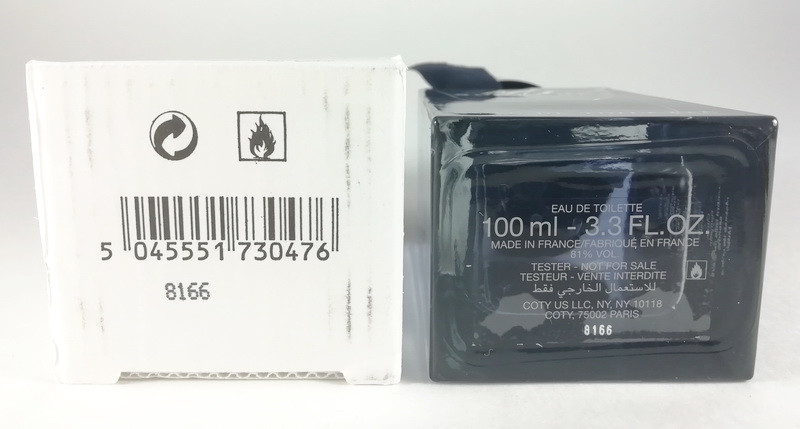 5 045551 730476
8166
EAU DE TOILETTE
100 ml - 3.3 FL.OZ.
MADE IN FRANCE/FABRIQUÉ EN FRANCE
81% VOL.
TESTER - NOT FOR SALE
TESTEUR - VENTE INTERDITE
للاستعمال الخارجي فقط
COTY US LLC, NY, NY 10118
COTY, 75002 PARIS
8166